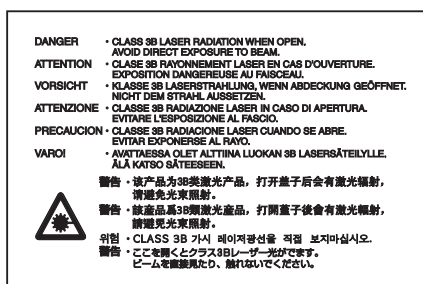 DANGER · CLASS 3B LASER RADIATION WHEN OPEN.
AVOID DIRECT EXPOSURE TO BEAM.
ATTENTION · CLASE 3B RAYONNEMENT LASER EN CAS D'OUVERTURE.
EXPOSITION DANGEREUSE AU FAISCEAU.
VORSICHT · KLASSE 3B LASERSTRAHLUNG, WENN ABDECKUNG GEÖFFNET.
NICHT DEM STRAHL AUSSETZEN.
ATTENZIONE · CLASSE 3B RADIAZIONE LASER IN CASO DI APERTURA.
EVITARE L'ESPOSIZIONE AL FASCIO.
PRECAUCION · CLASSE 3B RADIACIONE LASER CUANDO SE ABRE.
EVITAR EXPONERSE AL RAYO.
VARO! · AVATTAESSA OLET ALTTIINA LUOKAN 3B LASERSÄTEILYLLE.
ÄLÄ KATSO SÄTEESEEN.
警告 · 该产品为3B类激光产品，打开盖子后会有激光辐射，
请避免光束照射。
警告 · 該産品爲3B類激光産品，打開蓋子後會有激光輻射，
請避免光束照射。
위험 · CLASS 3B 가시 레이저광선을 직접 보지마십시오.
警告 · ここを開くとクラス3Bレーザー光がでます。
ビームを直接見たり、触れないでください。